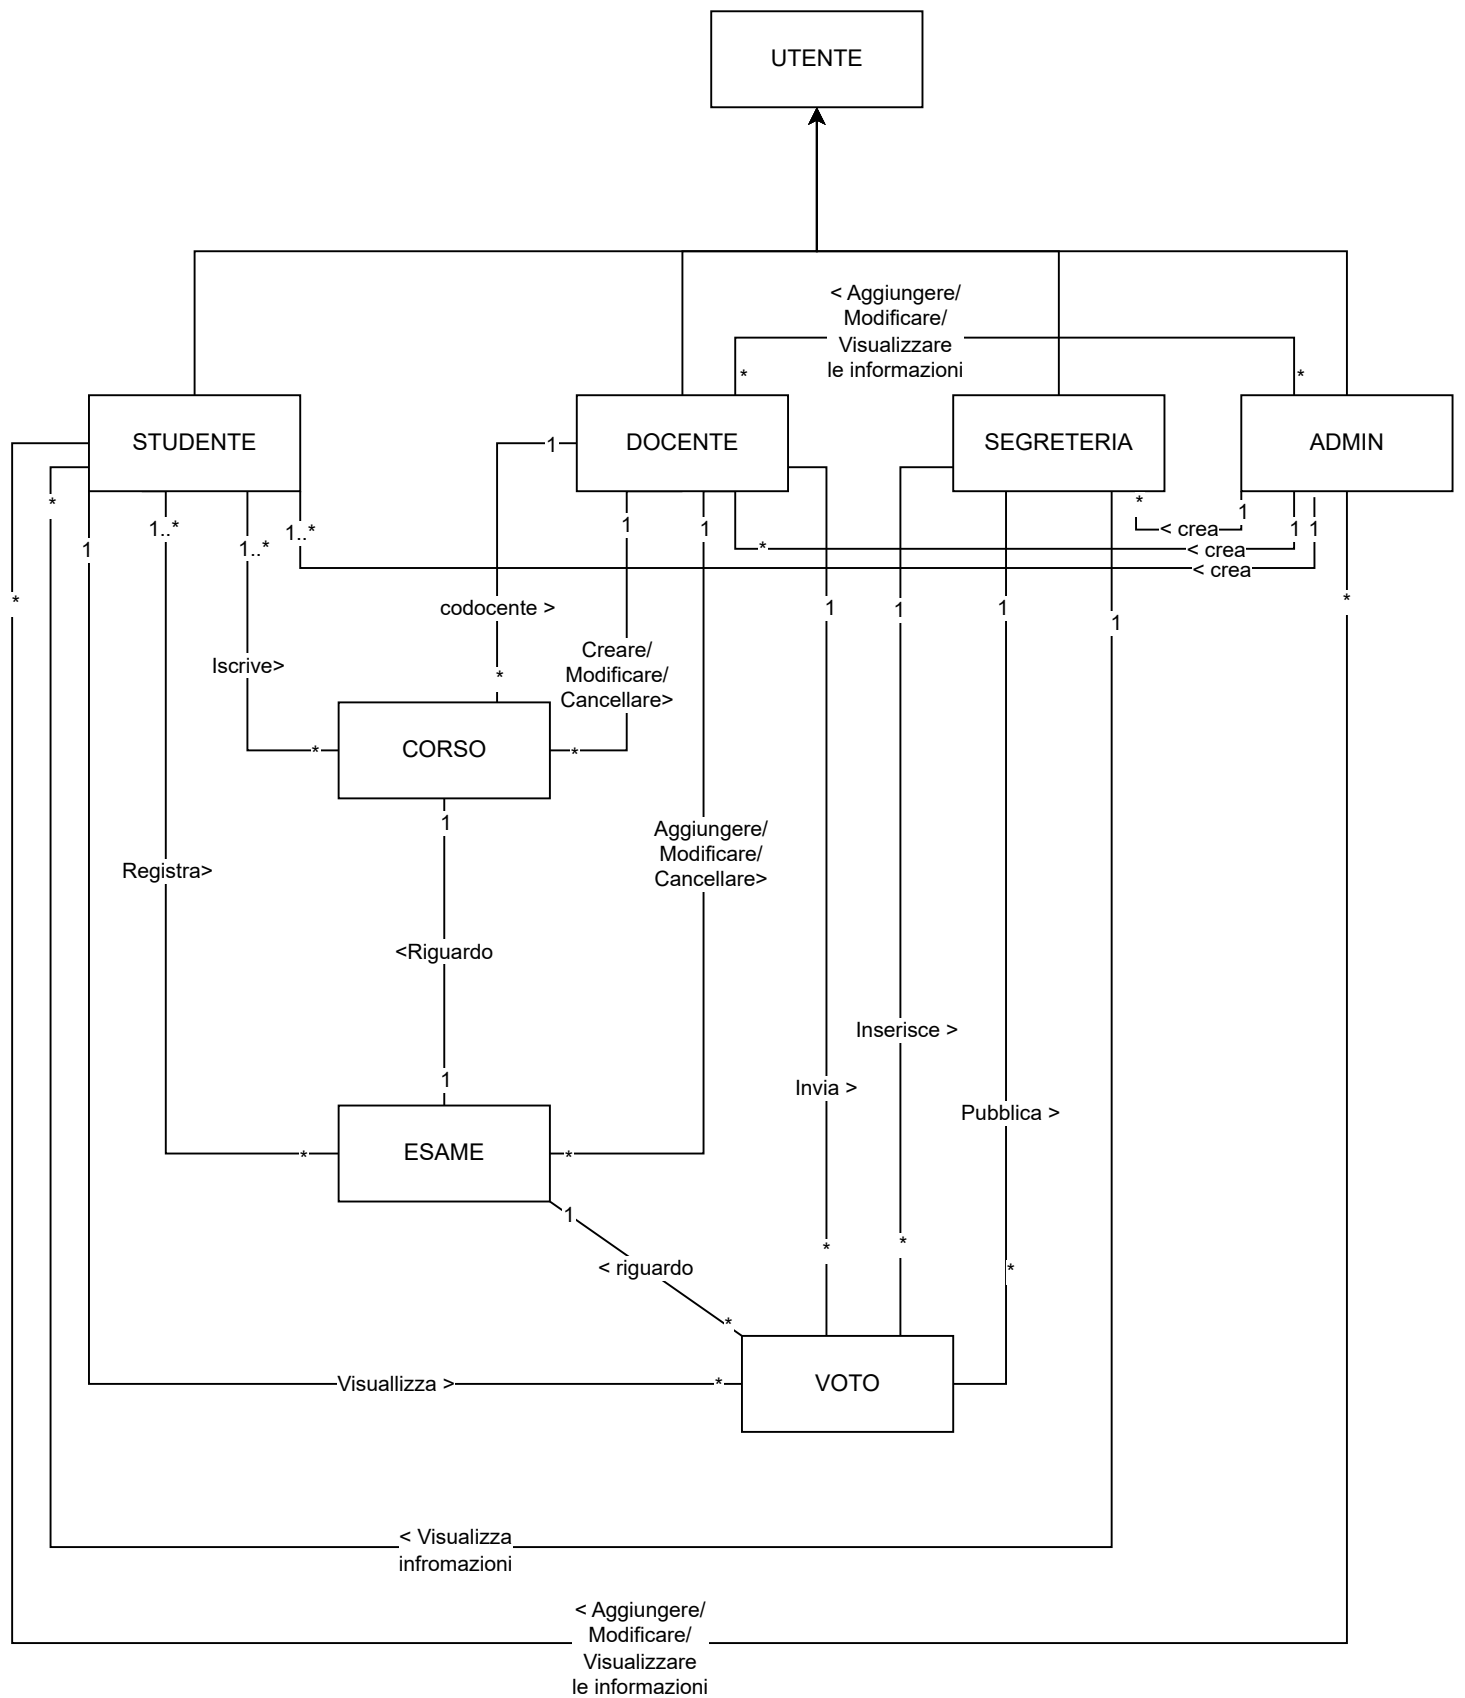 UTENTE
< Aggiungere/
Modificare/
Visualizzare
le informazioni
*
*
STUDENTE
DOCENTE
SEGRETERIA
ADMIN
1
*
*
1
1..*
1..*
1..*
1
1
1
*
< crea
1
1
1
*
< crea
< crea
*
*
codocente >
1
1
1
1
Iscrive>
*
Creare/
Modificare/
Cancellare>
*
CORSO
*
1
Aggiungere/
Modificare/
Cancellare>
Registra>
<Riguardo
Inserisce >
1
Invia >
Pubblica >
*
ESAME
*
1
< riguardo
*
*
*
*
Visuallizza >
*
VOTO
< Visualizza
infromazioni
< Aggiungere/
Modificare/
Visualizzare
le informazioni